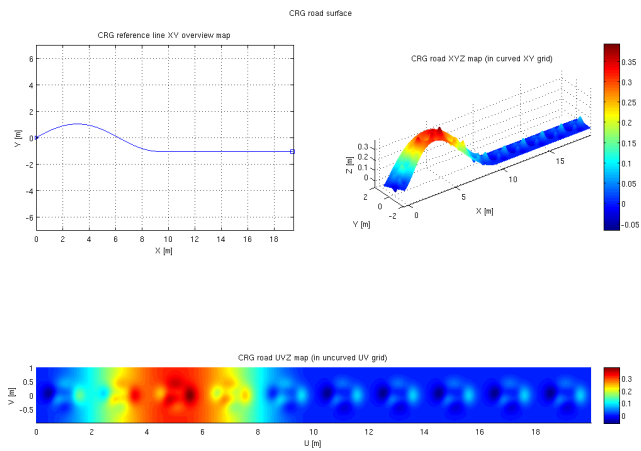 CRG road surface
CRG reference line XY overview map
6
4
2
0
-2
-4
-6
Y [m]
0 2 4 6 8 10 12 14 16 18
X [m]
CRG road XYZ map (in curved XY grid)
0.3
0.2
0.1
0
Z [m]
2
0
-2
Y [m]
0
5
10
15
X [m]
0.35
0.3
0.25
0.2
0.15
0.1
0.05
0
-0.05
CRG road UVZ map (in uncurved UV grid)
1
0.5
0
-0.5
V [m]
0 2 4 6 8 10 12 14 16 18
U [m]
0.3
0.2
0.1
0